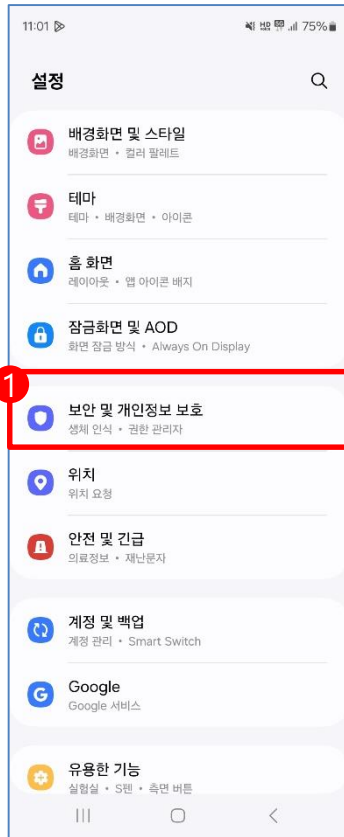 11:01 75%
설정
배경화면 및 스타일
배경화면 • 컬러 팔레트
테마
테마 • 배경화면 • 아이콘
홈 화면
레이아웃 • 앱 아이콘 배지
잠금화면 및 AOD
화면 잠금 방식 • Always On Display
1
보안 및 개인정보 보호
생체 인식 • 권한 관리자
위치
위치 요청
안전 및 긴급
의료정보 • 재난문자
계정 및 백업
계정 관리 • Smart Switch
G
Google
Google 서비스
유용한 기능
실험실 • S펜 • 측면 버튼